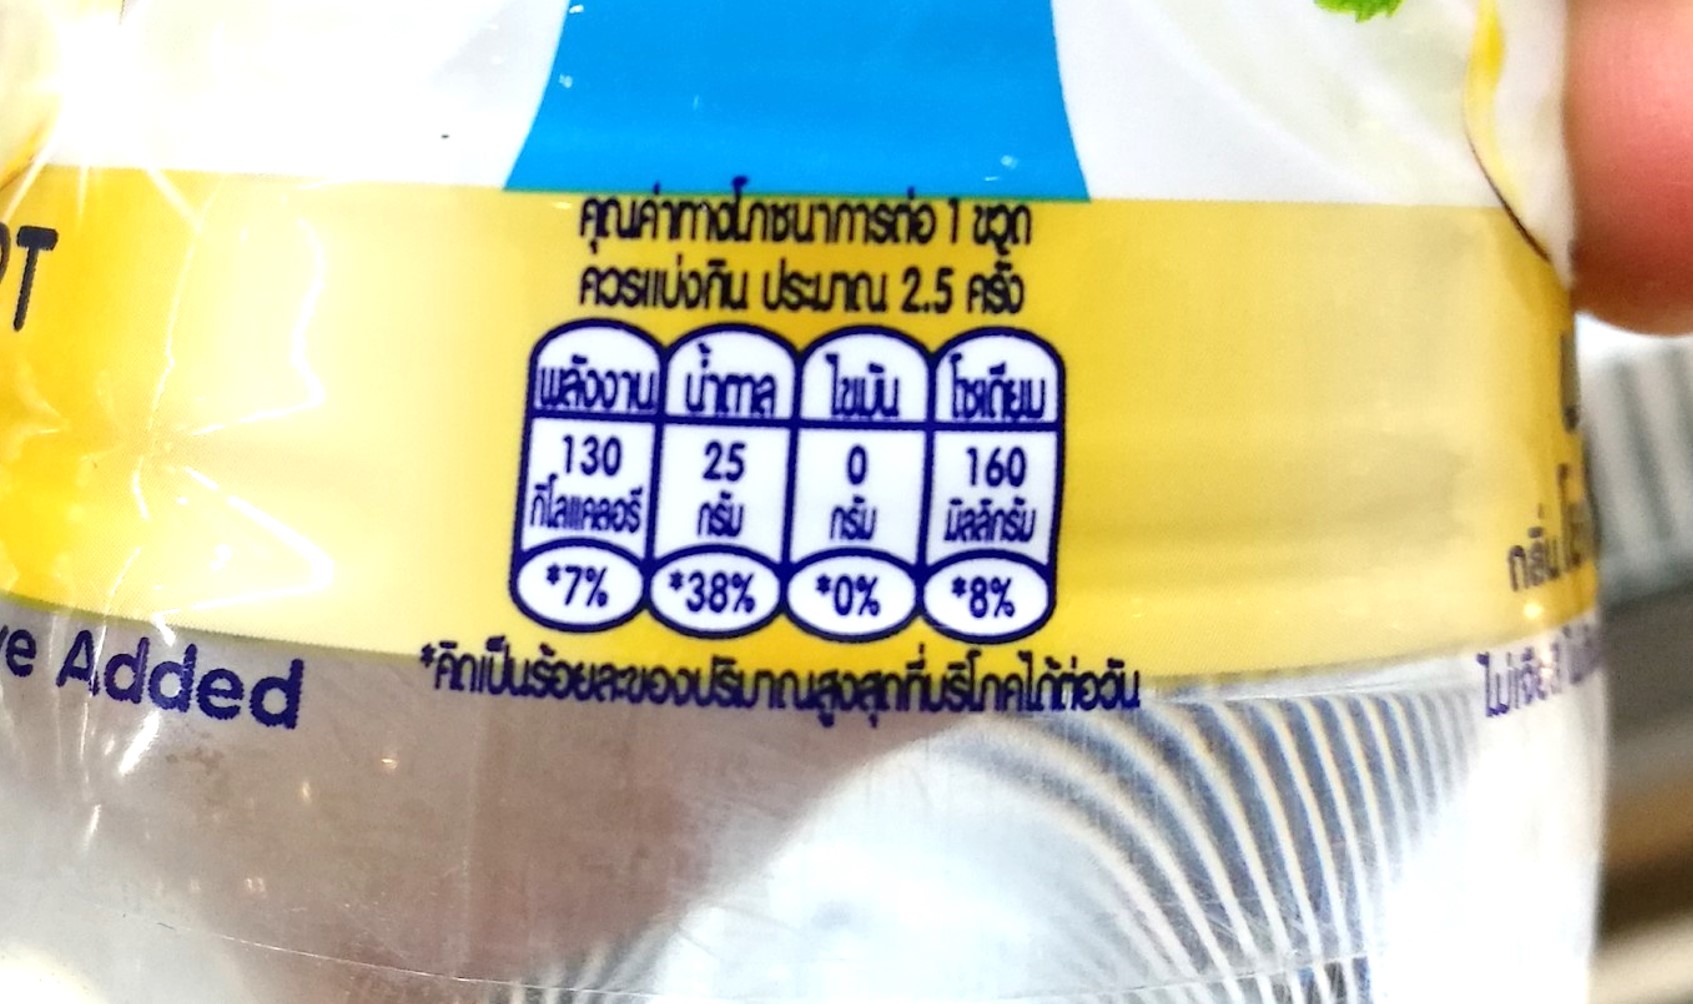 คุณค่าทางโภชนาการต่อ 1 ขวด
ควรแบ่งกิน ประมาณ 2.5 ครั้ง
พลังงาน น้ำตาล ไขมัน โซเดียม
130 25 0 160
กิโลแคลอรี กรัม กรัม มิลลิกรัม
*7% *38% *0% *8%
*คิดเป็นร้อยละของปริมาณสูงสุดที่บริโภคได้ต่อวัน
Added
กลิ่น